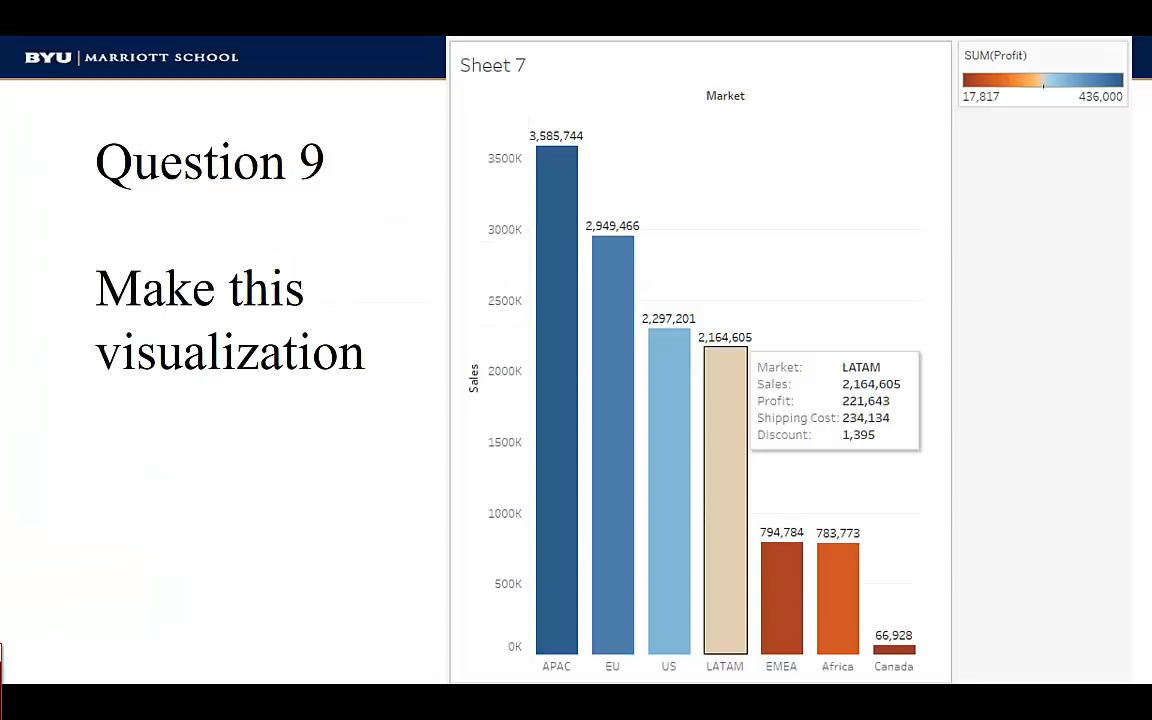 BYU | MARRIOTT SCHOOL
Question 9
Make this
visualization
Sheet 7
Market
3,585,744
3500K
2,949,466
3000K
2500K
2,297,201
2,164,605
2000K
Sales
1500K
1000K
794,784
783,773
500K
66,928
0K
APAC EU US LATAM EMEA Africa Canada
Market: LATAM
Sales: 2,164,605
Profit: 221,643
Shipping Cost: 234,134
Discount: 1,395
SUM(Profit)
17,817 436,000